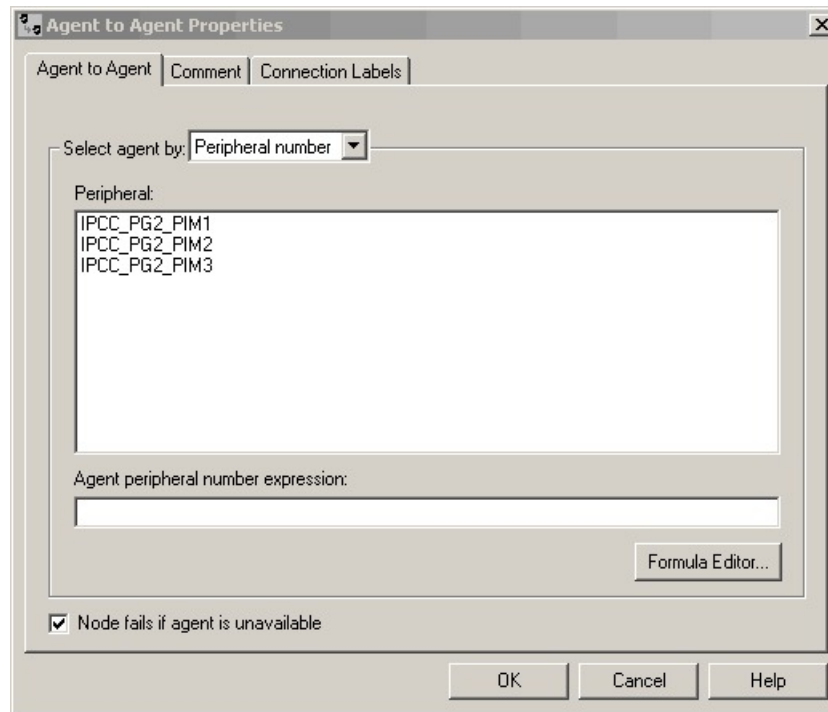 Agent to Agent Properties
Agent to Agent
Comment
Connection Labels
Select agent by: Peripheral number
Peripheral:
IPCC_PG2_PIM1
IPCC_PG2_PIM2
IPCC_PG2_PIM3
Agent peripheral number expression:
Formula Editor...
Node fails if agent is unavailable
OK
Cancel
Help